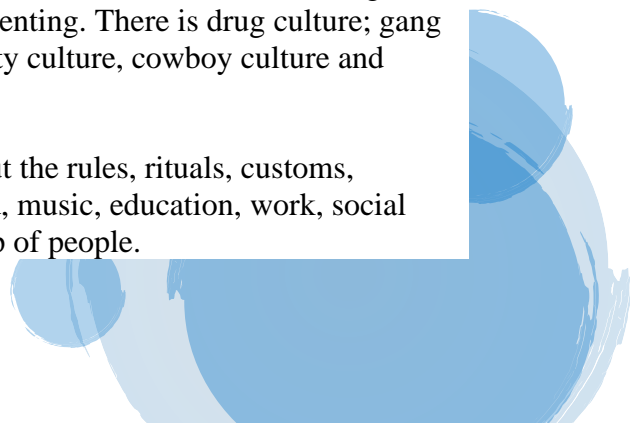 enting. There is drug culture; gang
ty culture, cowboy culture and
t the rules, rituals, customs,
, music, education, work, social
of people.